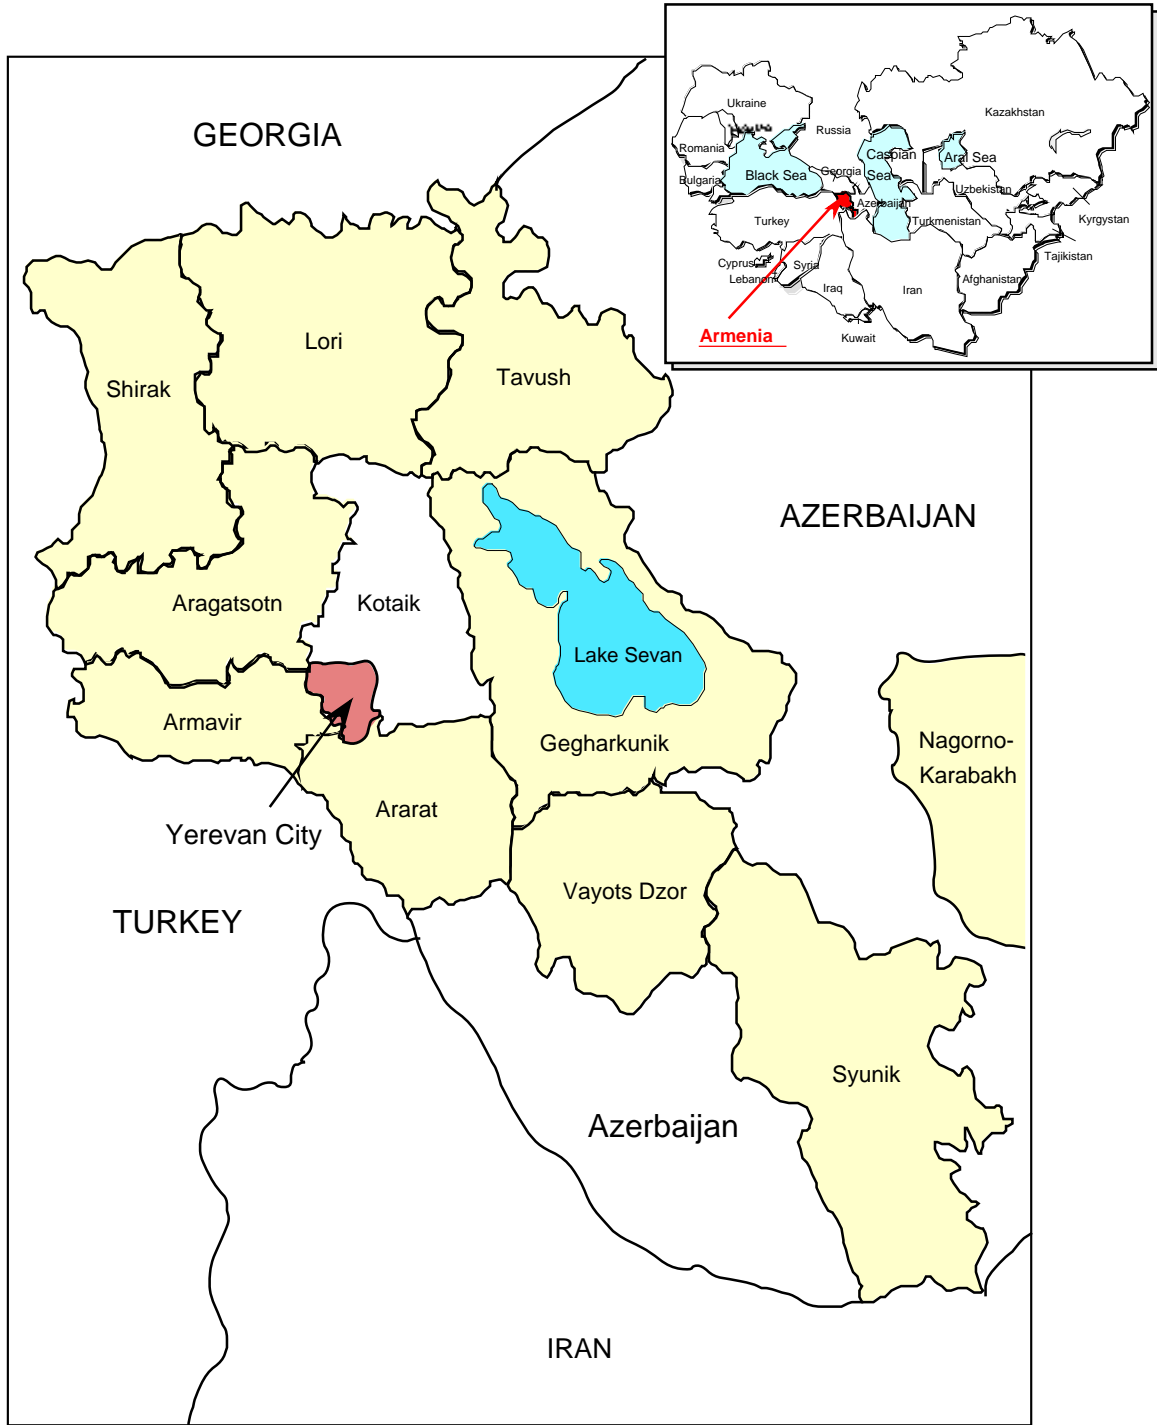 GEORGIA
Ukraine
Kazakhstan
Russia
Romania
Caspian
Sea
Aral Sea
Georgia
Black Sea
Bulgaria
Uzbekistan
Azerbaijan
Turkey
Turkmenistan
Kyrgystan
Tajikistan
Cyprus
Syria
Lebanon
Afghanistan
Iraq
Iran
Armenia
Kuwait
Lori
Shirak
Tavush
AZERBAIJAN
Aragatsotn
Kotaik
Lake Sevan
Armavir
Gegharkunik
Nagorno-
Karabakh
Ararat
Yerevan City
Vayots Dzor
TURKEY
Syunik
Azerbaijan
IRAN